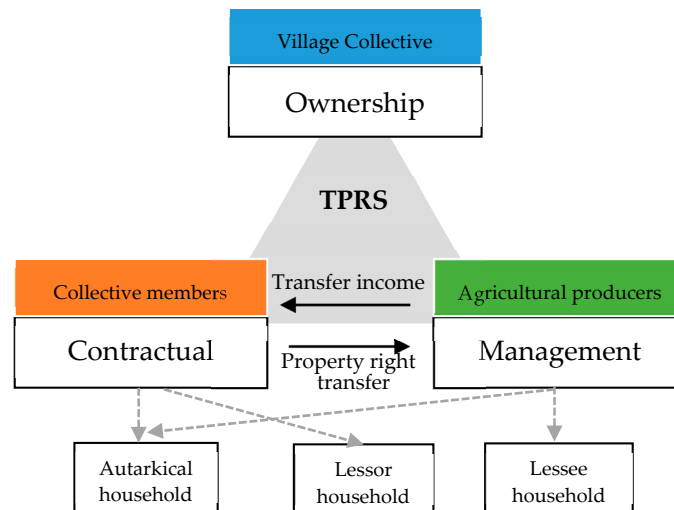 Village Collective
Ownership
TPRS
Collective members
Transfer income
Agricultural producers
Contractual
Property right
transfer
Management
Autarkical
household
Lessor
household
Lessee
household